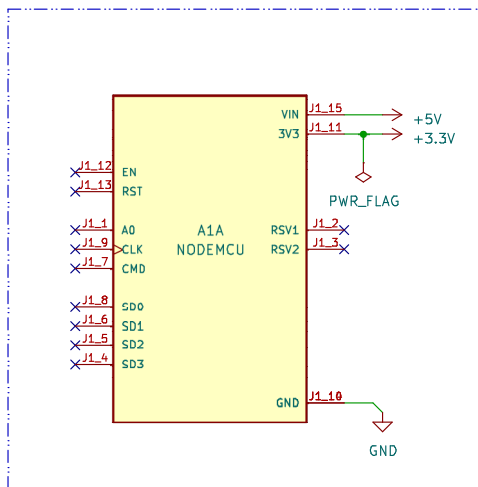 J1_15
VIN
+5V
J1_11
3V3
+3.3V
J1_12
EN
J1_13
RST
PWR_FLAG
J1_1
A0
A1A
RSV1
J1_2
J1_9
CLK
NODEMCU
RSV2
J1_3
J1_7
CMD
J1_8
SD0
J1_6
SD1
J1_5
SD2
J1_4
SD3
GND
GND